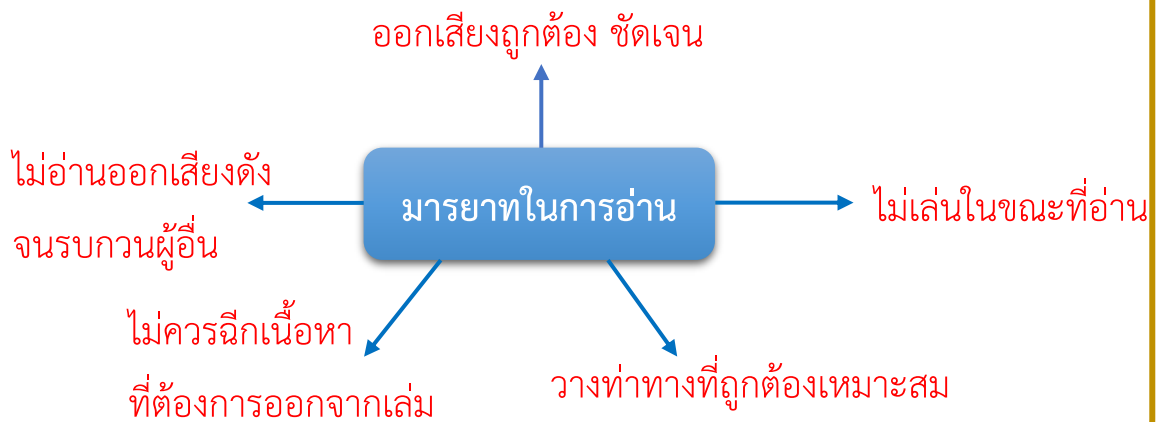 ออกเสียงถูกต้อง ชัดเจน
ไม่อ่านออกเสียงดัง
จนรบกวนผู้อื่น
มารยาทในการอ่าน
ไม่เล่นในขณะที่อ่าน
ไม่ควรฉีกเนื้อหา
ที่ต้องการออกจากเล่ม
วางท่าทางที่ถูกต้องเหมาะสม